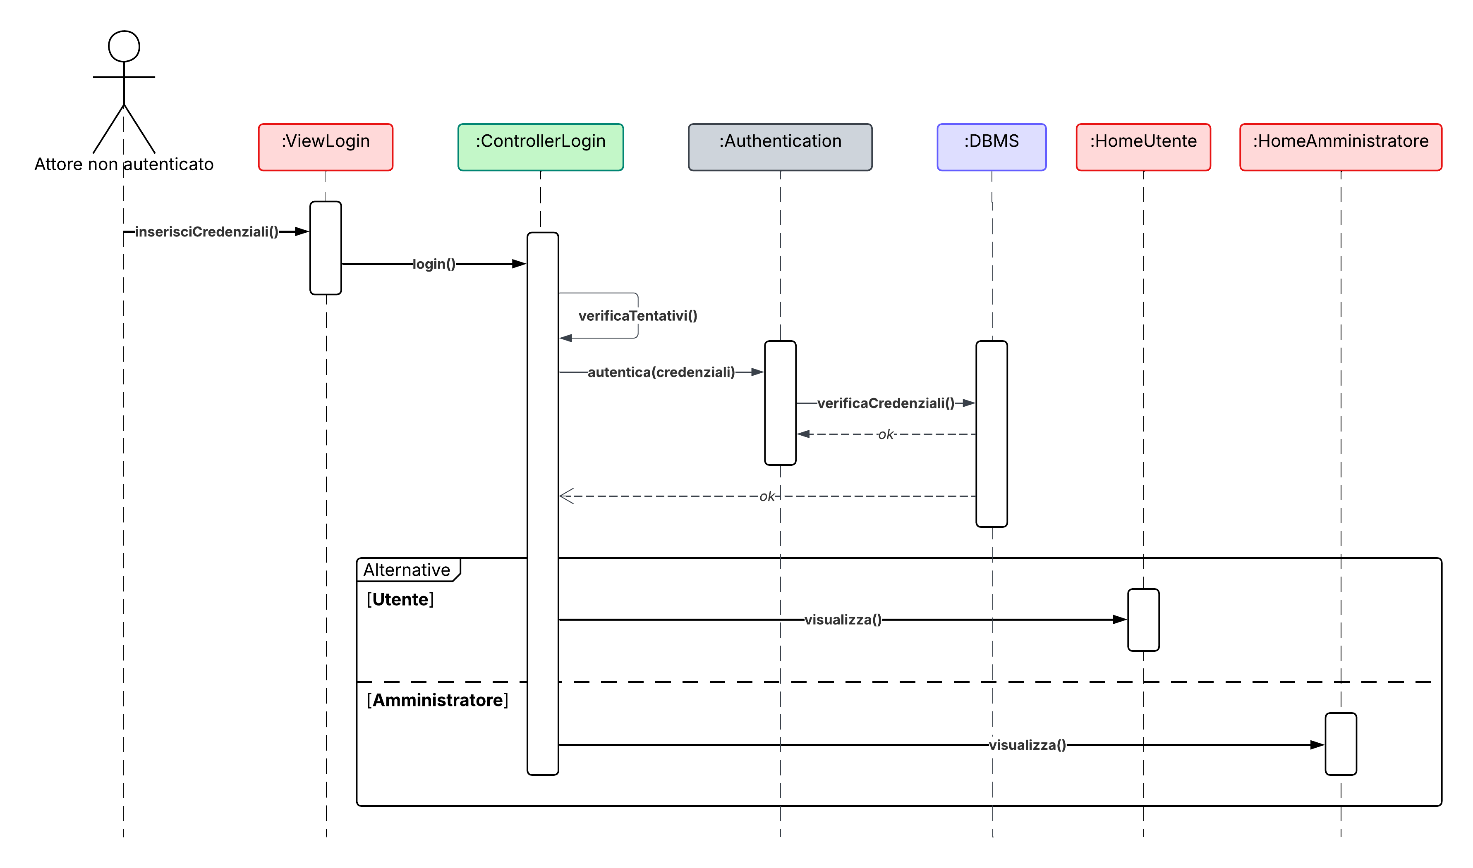 Attore non autenticato
:ViewLogin
:ControllerLogin
:Authentication
:DBMS
:HomeUtente
:HomeAmministratore
inserisciCredenziali()
login()
verificaTentativi()
autentica(credenziali)
verificaCredenziali()
ok
ok
Alternative
[Utente]
visualizza()
[Amministratore]
visualizza()